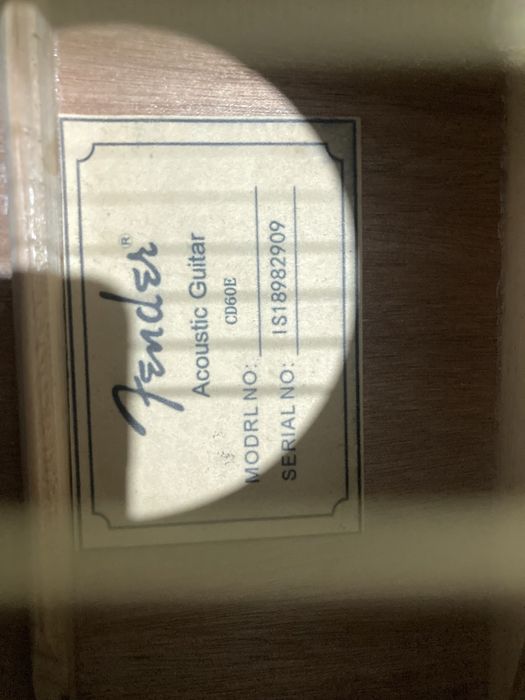 Fender®
Acoustic Guitar
CD60E
MODRL NO:
SERIAL NO: IS18982909